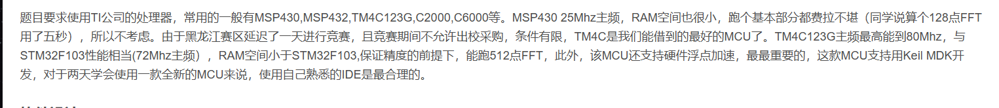 题目要求使用TI公司的处理器，常用的一般有MSP430,MSP432,TM4C123G,C2000,C6000等。MSP430 25Mhz主频，RAM空间也很小，跑个基本部分都费拉不堪（同学说算个128点FFT
用了五秒），所以不考虑。由于黑龙江赛区延迟了一天进行竞赛，且竞赛期间不允许出校采购，条件有限，TM4C是我们能借到的最好的MCU了。TM4C123G主频最高能到80Mhz，与
STM32F103性能相当(72Mhz主频），RAM空间小于STM32F103,保证精度的前提下，能跑512点FFT，此外，该MCU还支持硬件浮点加速，最最重要的，这款MCU支持用Keil MDK开
发，对于两天学会使用一款全新的MCU来说，使用自己熟悉的IDE是最合理的。